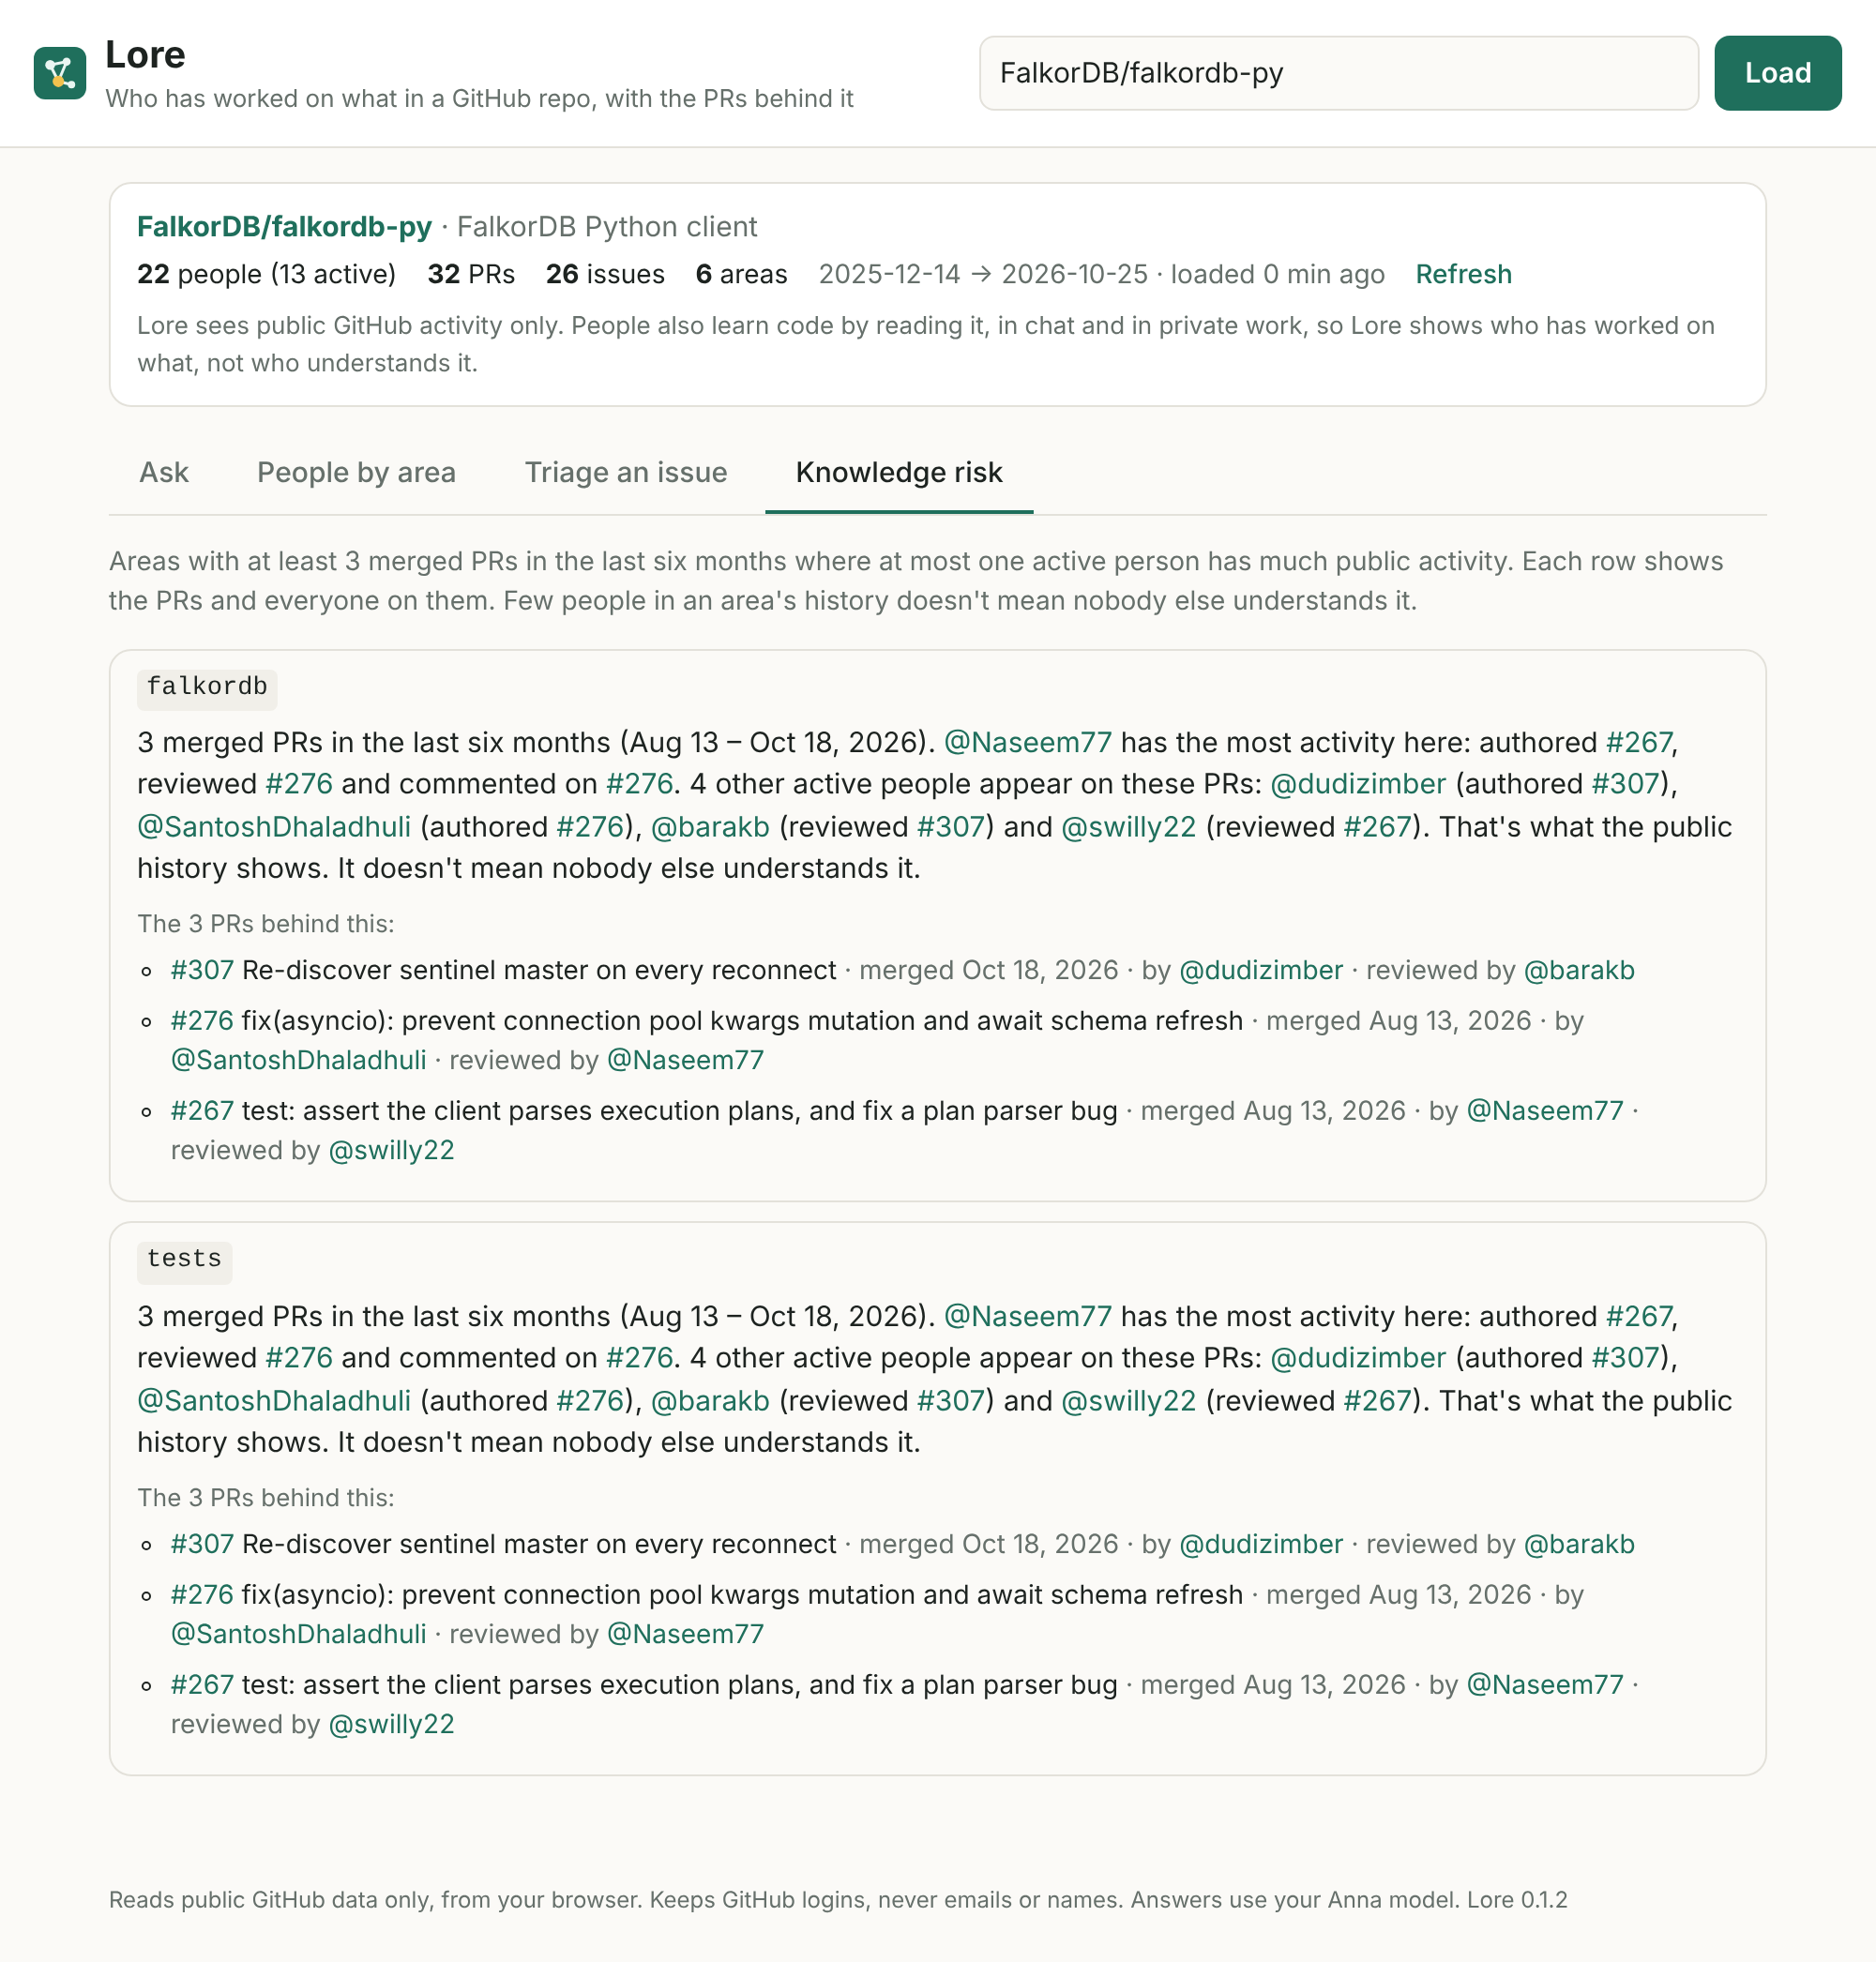 Lore
Who has worked on what in a GitHub repo, with the PRs behind it
FalkorDB/falkordb-py
Load
FalkorDB/falkordb-py · FalkorDB Python client
22 people (13 active) 32 PRs 26 issues 6 areas 2025-12-14 → 2026-10-25 · loaded 0 min ago Refresh
Lore sees public GitHub activity only. People also learn code by reading it, in chat and in private work, so Lore shows who has worked on
what, not who understands it.
Ask People by area Triage an issue Knowledge risk
Areas with at least 3 merged PRs in the last six months where at most one active person has much public activity. Each row shows
the PRs and everyone on them. Few people in an area's history doesn't mean nobody else understands it.
falkordb
3 merged PRs in the last six months (Aug 13 – Oct 18, 2026). @Naseem77 has the most activity here: authored #267,
reviewed #276 and commented on #276. 4 other active people appear on these PRs: @dudizimber (authored #307),
@SantoshDhaladhuli (authored #276), @barakb (reviewed #307) and @swilly22 (reviewed #267). That's what the public
history shows. It doesn't mean nobody else understands it.
The 3 PRs behind this:
#307 Re-discover sentinel master on every reconnect · merged Oct 18, 2026 · by @dudizimber · reviewed by @barakb
#276 fix(asyncio): prevent connection pool kwargs mutation and await schema refresh · merged Aug 13, 2026 · by
@SantoshDhaladhuli · reviewed by @Naseem77
#267 test: assert the client parses execution plans, and fix a plan parser bug · merged Aug 13, 2026 · by @Naseem77 ·
reviewed by @swilly22
tests
3 merged PRs in the last six months (Aug 13 – Oct 18, 2026). @Naseem77 has the most activity here: authored #267,
reviewed #276 and commented on #276. 4 other active people appear on these PRs: @dudizimber (authored #307),
@SantoshDhaladhuli (authored #276), @barakb (reviewed #307) and @swilly22 (reviewed #267). That's what the public
history shows. It doesn't mean nobody else understands it.
The 3 PRs behind this:
#307 Re-discover sentinel master on every reconnect · merged Oct 18, 2026 · by @dudizimber · reviewed by @barakb
#276 fix(asyncio): prevent connection pool kwargs mutation and await schema refresh · merged Aug 13, 2026 · by
@SantoshDhaladhuli · reviewed by @Naseem77
#267 test: assert the client parses execution plans, and fix a plan parser bug · merged Aug 13, 2026 · by @Naseem77 ·
reviewed by @swilly22
Reads public GitHub data only, from your browser. Keeps GitHub logins, never emails or names. Answers use your Anna model. Lore 0.1.2